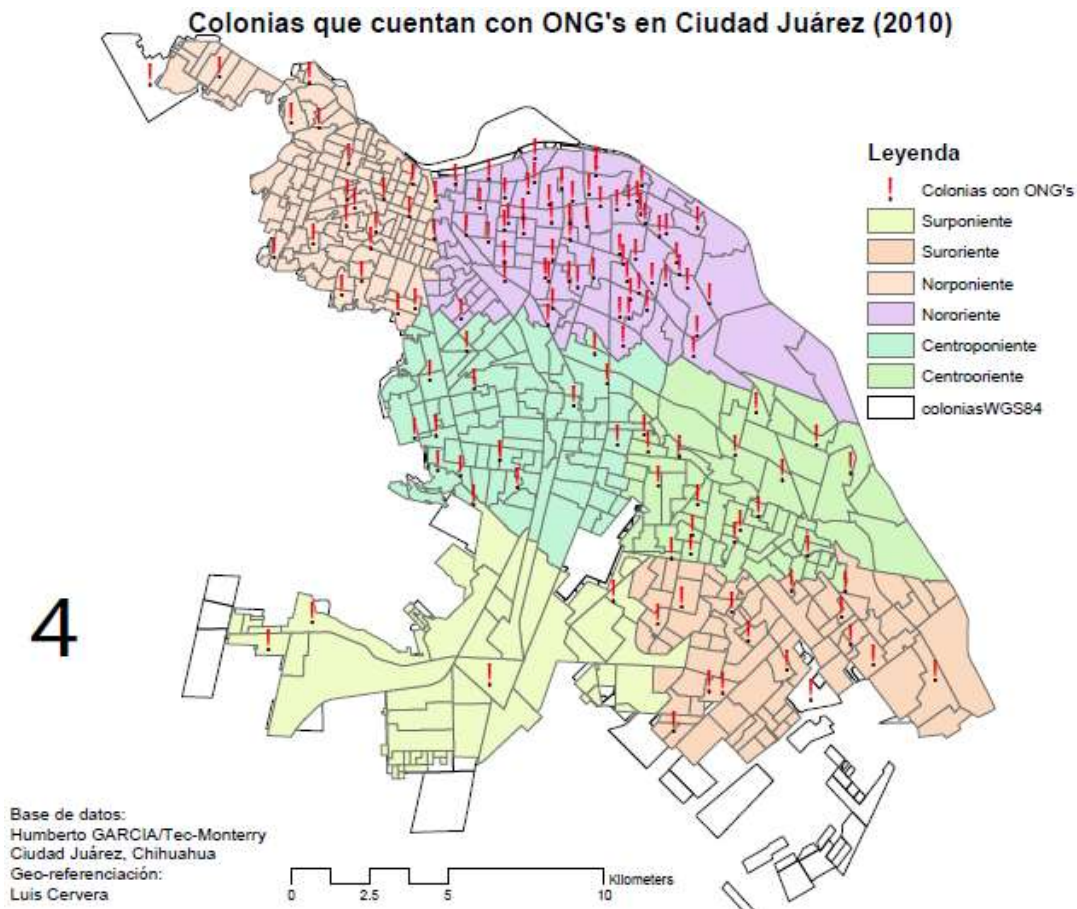 Colonias que cuentan con ONG's en Ciudad Juárez (2010)
Leyenda
Colonias con ONG's
Surponiente
Suroriente
Norponiente
Nororiente
Centroponiente
Centrooriente
coloniasWGS84
4
Base de datos:
Humberto GARCIA/Tec-Monterry
Ciudad Juárez, Chihuahua
Geo-referenciación:
Luis Cervera
Kilometers
0 2.5 5 10